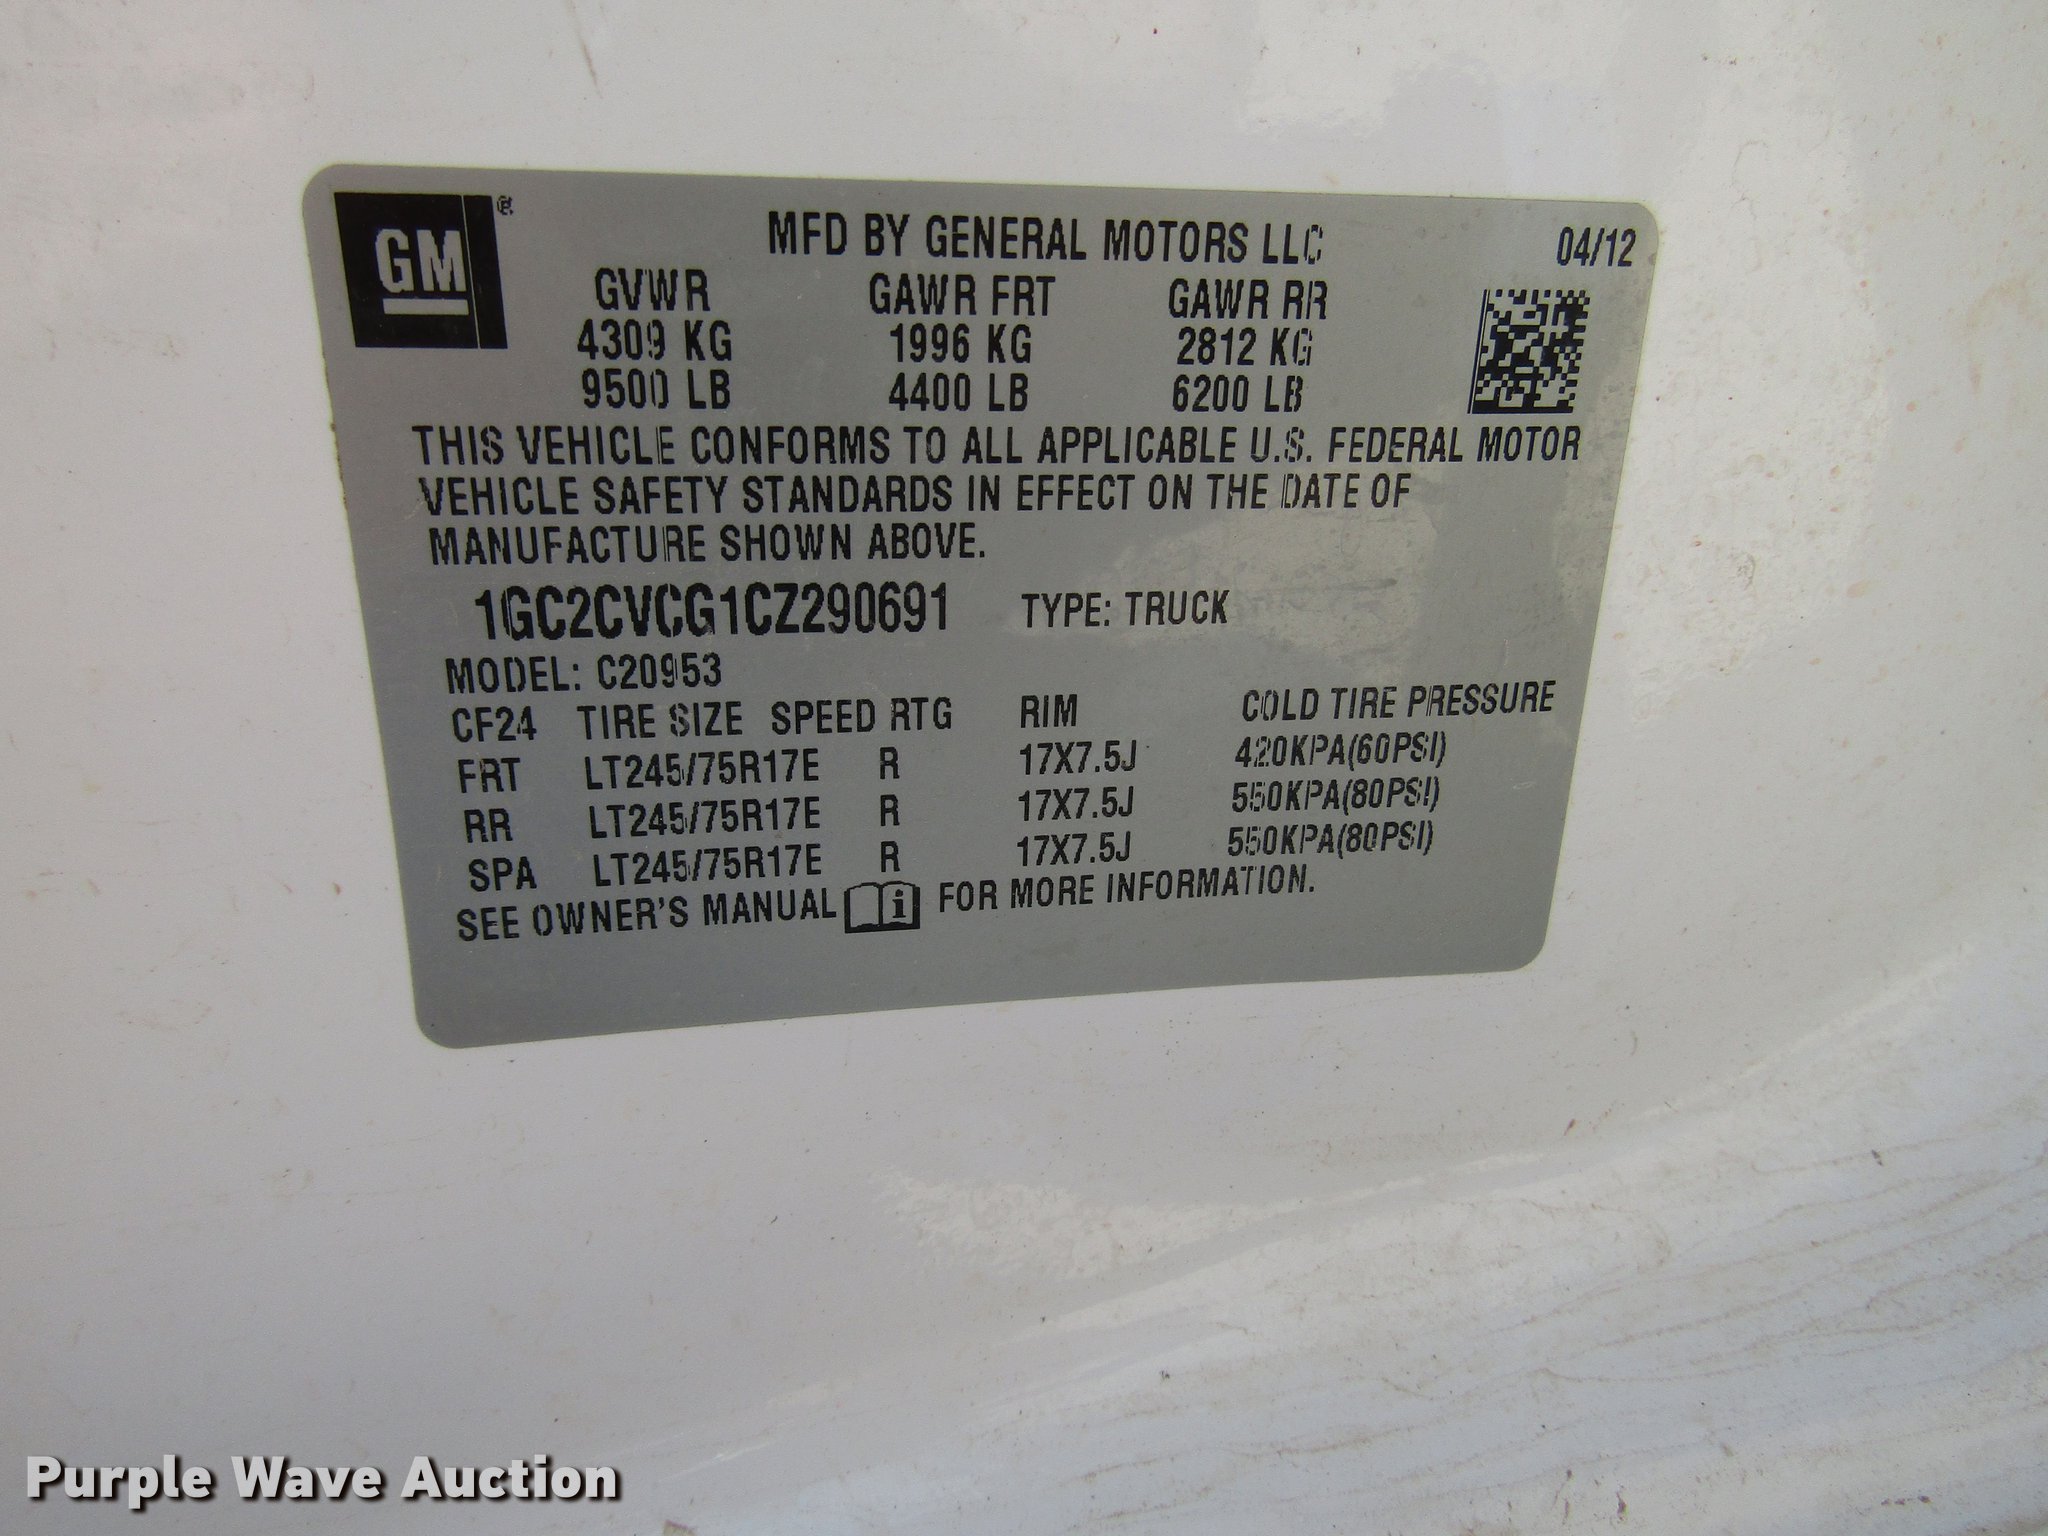 GM®
MFD BY GENERAL MOTORS LLC 04/12
GVWR GAWR FRT GAWR RR
4309 KG 1996 KG 2812 KG
9500 LB 4400 LB 6200 LB
THIS VEHICLE CONFORMS TO ALL APPLICABLE U.S. FEDERAL MOTOR
VEHICLE SAFETY STANDARDS IN EFFECT ON THE DATE OF
MANUFACTURE SHOWN ABOVE.
1GC2CVCG1CZ290691 TYPE: TRUCK
MODEL: C20953
CF24 TIRE SIZE SPEED RTG RIM COLD TIRE PRESSURE
FRT LT245/75R17E R 17X7.5J 420KPA(60PSI)
RR LT245/75R17E R 17X7.5J 550KPA(80PSI)
SPA LT245/75R17E R 17X7.5J 550KPA(80PSI)
SEE OWNER'S MANUAL i FOR MORE INFORMATION.
Purple Wave Auction